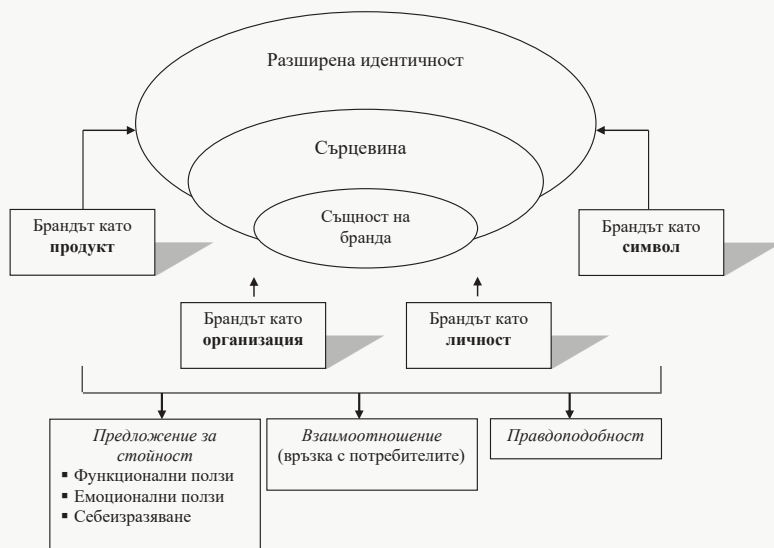 Разширена идентичност
Сърцевина
Същност на
бранда
Брандът като
продукт
Брандът като
символ
Брандът като
организация
Брандът като
личност
Предложение за
стойност
▪ Функционални ползи
▪ Емоционални ползи
▪ Себеизразяване
Взаимоотношение
(връзка с потребителите)
Правдоподобност